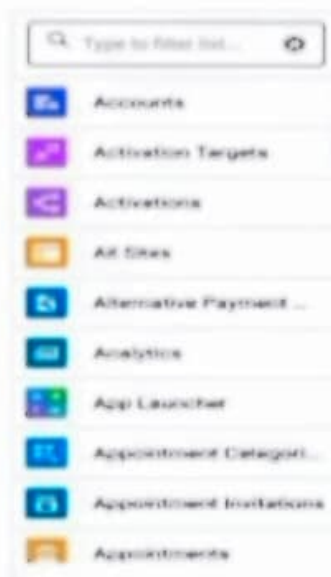 Type to filter list...
Accounts
Activation Targets
Activations
All Sites
Alternative Payment ...
Analytics
App Launcher
Appointment Categori...
Appointment Invitations
Appointments